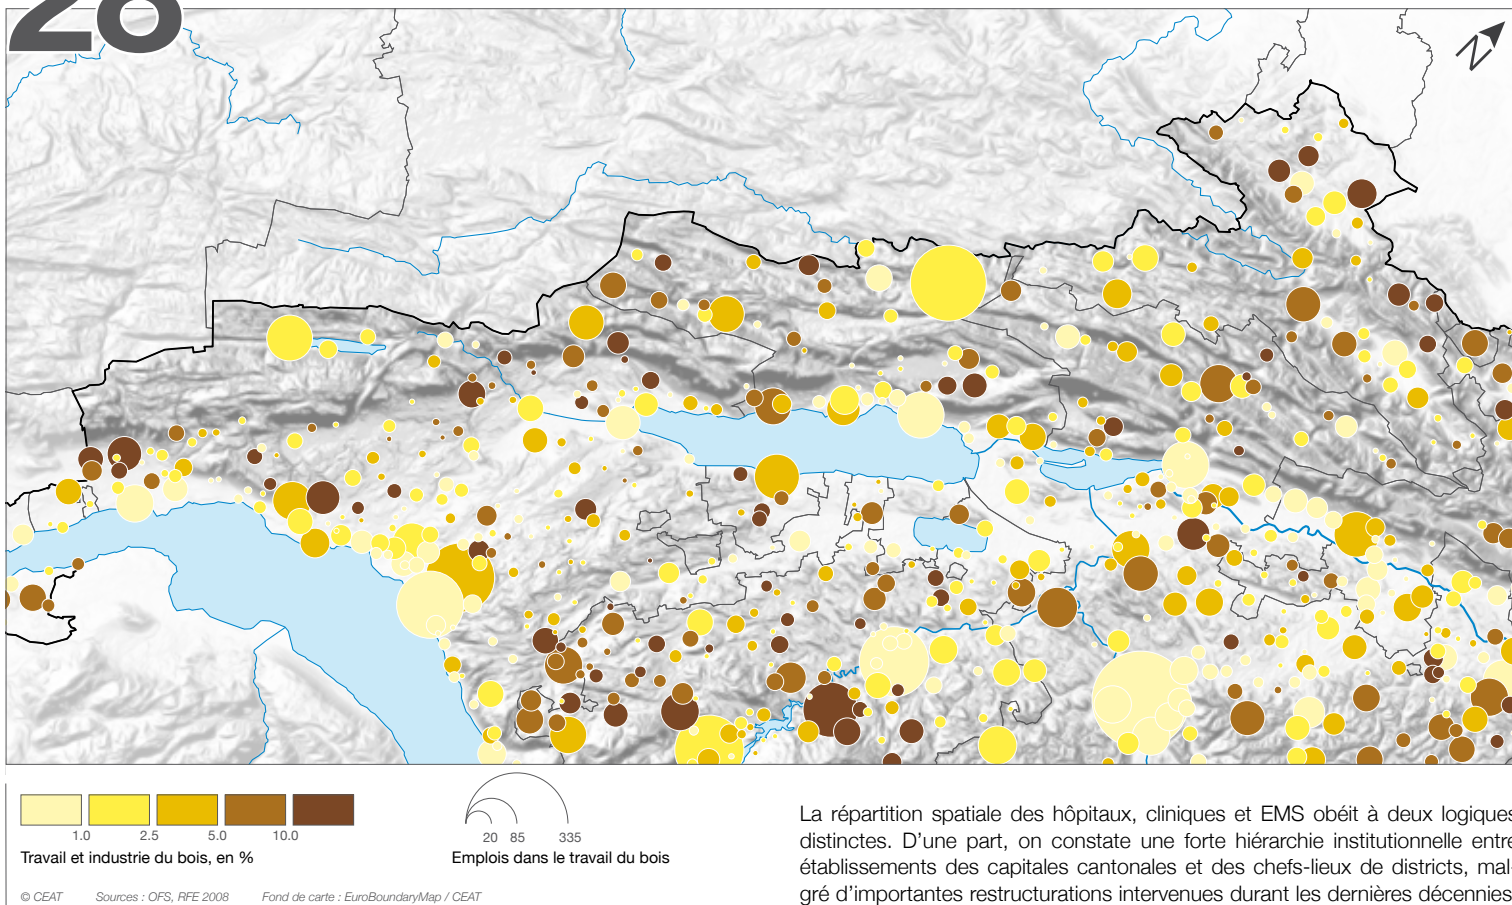 28
N
1.0 2.5 5.0 10.0
Travail et industrie du bois, en %
20 85 335
Emplois dans le travail du bois
© CEAT Sources : OFS, RFE 2008 Fond de carte : EuroBoundaryMap / CEAT
La répartition spatiale des hôpitaux, cliniques et EMS obéit à deux logiques
distinctes. D'une part, on constate une forte hiérarchie institutionnelle entre
établissements des capitales cantonales et des chefs-lieux de districts, mal-
gré d'importantes restructurations intervenues durant les dernières décennies